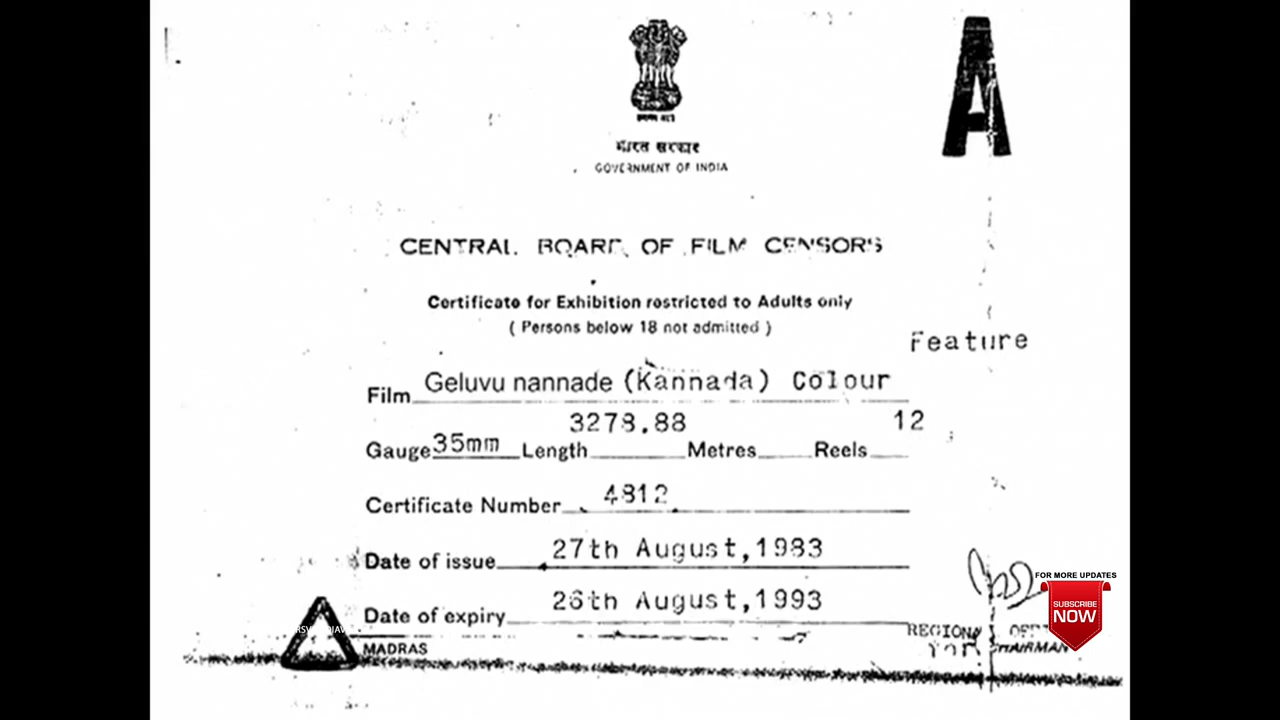 A
भारत सरकार
GOVERNMENT OF INDIA
CENTRAL BOARD OF FILM CENSORS
Certificate for Exhibition restricted to Adults only
( Persons below 18 not admitted )
Feature
Film Geluvu nannade (Kannada) Colour
3278.88 12
Gauge 35mm Length Metres Reels
Certificate Number 4812
Date of issue 27th August,1983
Date of expiry 26th August,1993
FOR MORE UPDATES
SUBSCRIBE
NOW
REGIONAL
MADRAS
CHAIRMAN